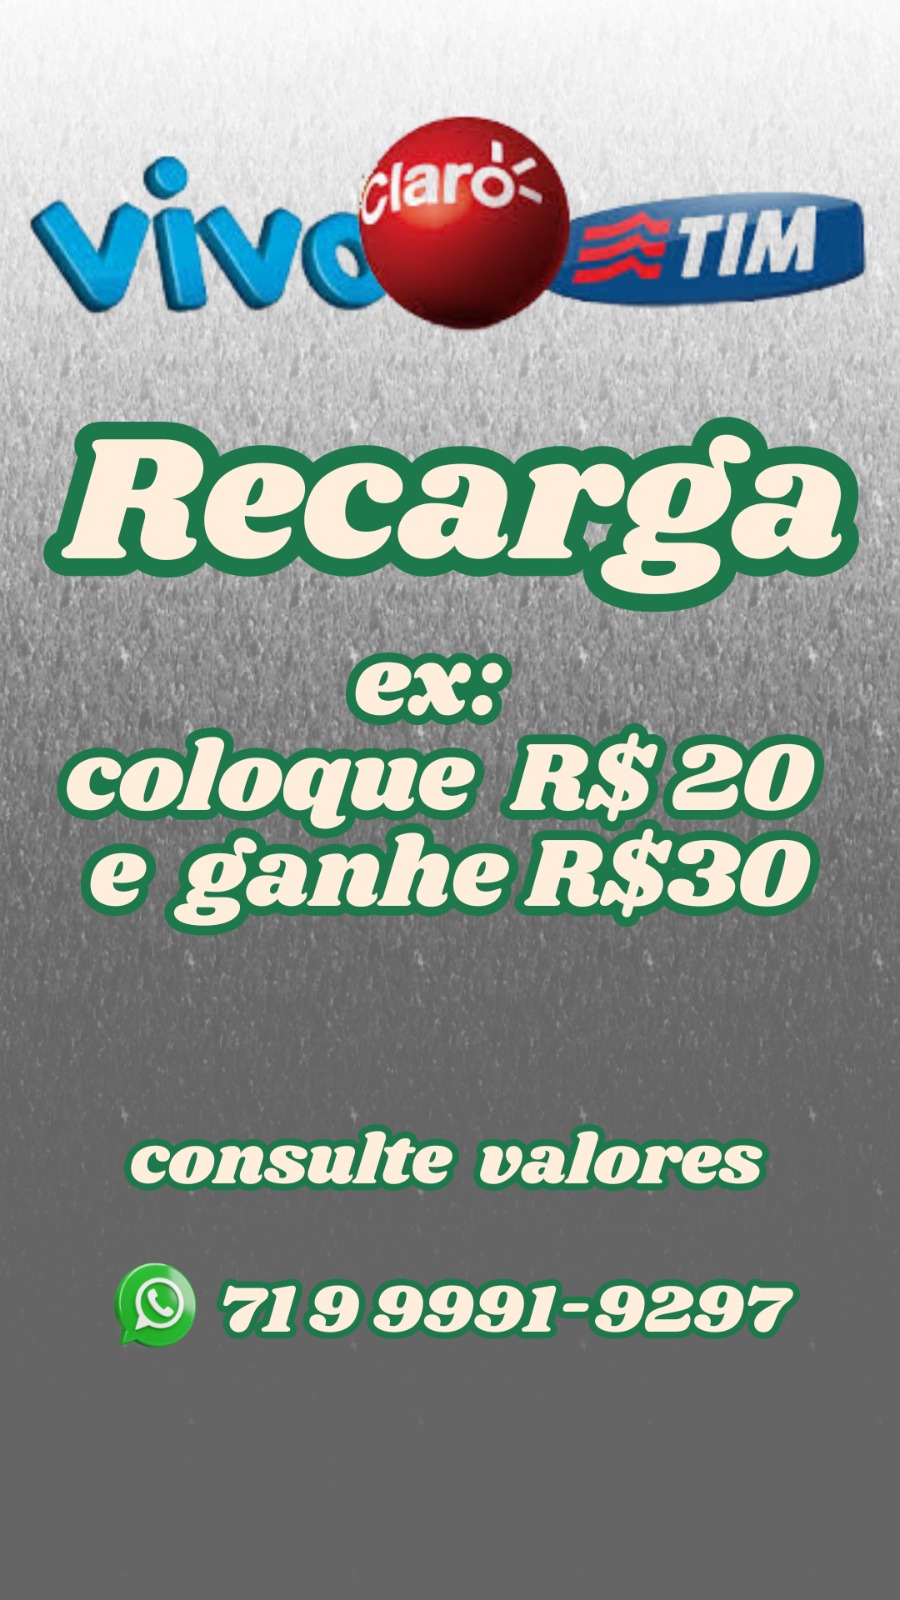 vivo claro TIM
Recarga
ex:
coloque R$ 20
e ganhe R$30
consulte valores
71 9 9991-9297